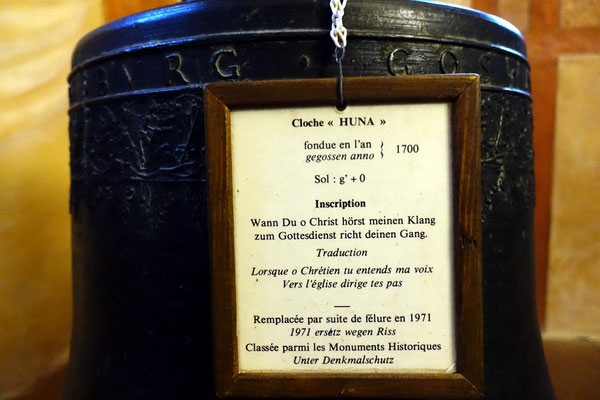 BURG GOS
Cloche « HUNA »
fondue en l'an
gegossen anno } 1700
Sol : g' + 0
Inscription
Wann Du o Christ hörst meinen Klang
zum Gottesdienst richt deinen Gang.
Traduction
Lorsque o Chrétien tu entends ma voix
Vers l'église dirige tes pas
Remplacée par suite de fêlure en 1971
1971 ersetz wegen Riss
Classée parmi les Monuments Historiques
Unter Denkmalschutz